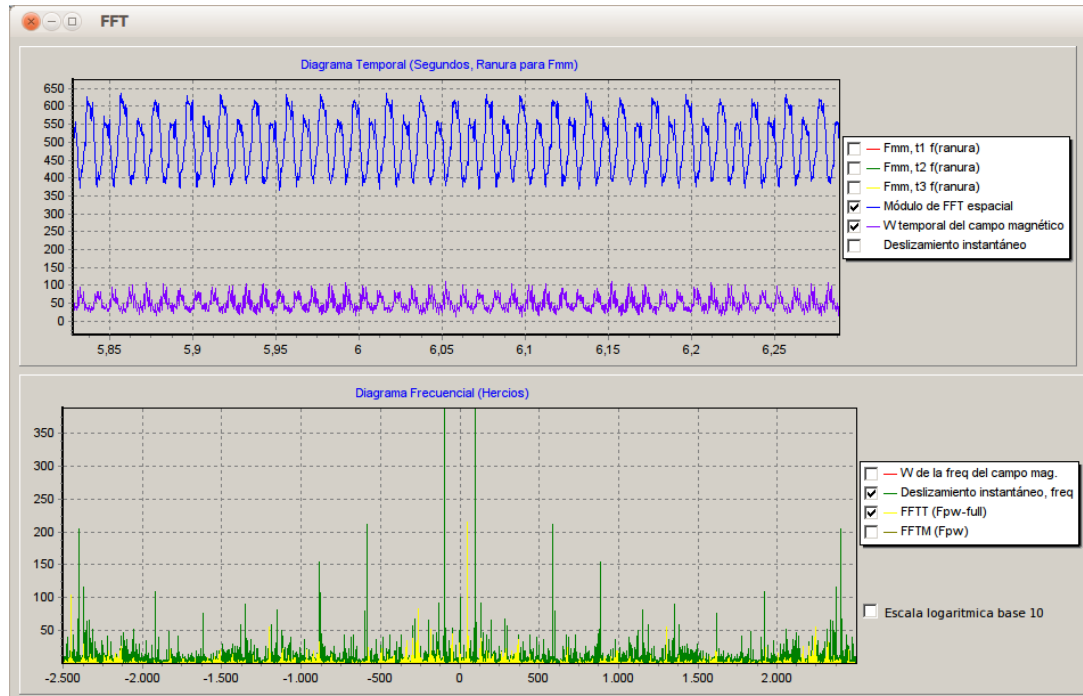 FFT
Diagrama Temporal (Segundos, Ranura para Fmm)
650
600
550
500
450
400
350
300
250
200
150
100
50
0
5,85 5,9 5,95 6 6,05 6,1 6,15 6,2 6,25
Fmm, t1 f(ranura)
Fmm, t2 f(ranura)
Fmm, t3 f(ranura)
Módulo de FFT espacial
W temporal del campo magnético
Deslizamiento instantáneo
Diagrama Frecuencial (Hercios)
350
300
250
200
150
100
50
-2.500 -2.000 -1.500 -1.000 -500 0 500 1.000 1.500 2.000
W de la freq del campo mag.
Deslizamiento instantáneo, freq
FFTT (Fpw-full)
FFTM (Fpw)
Escala logaritmica base 10